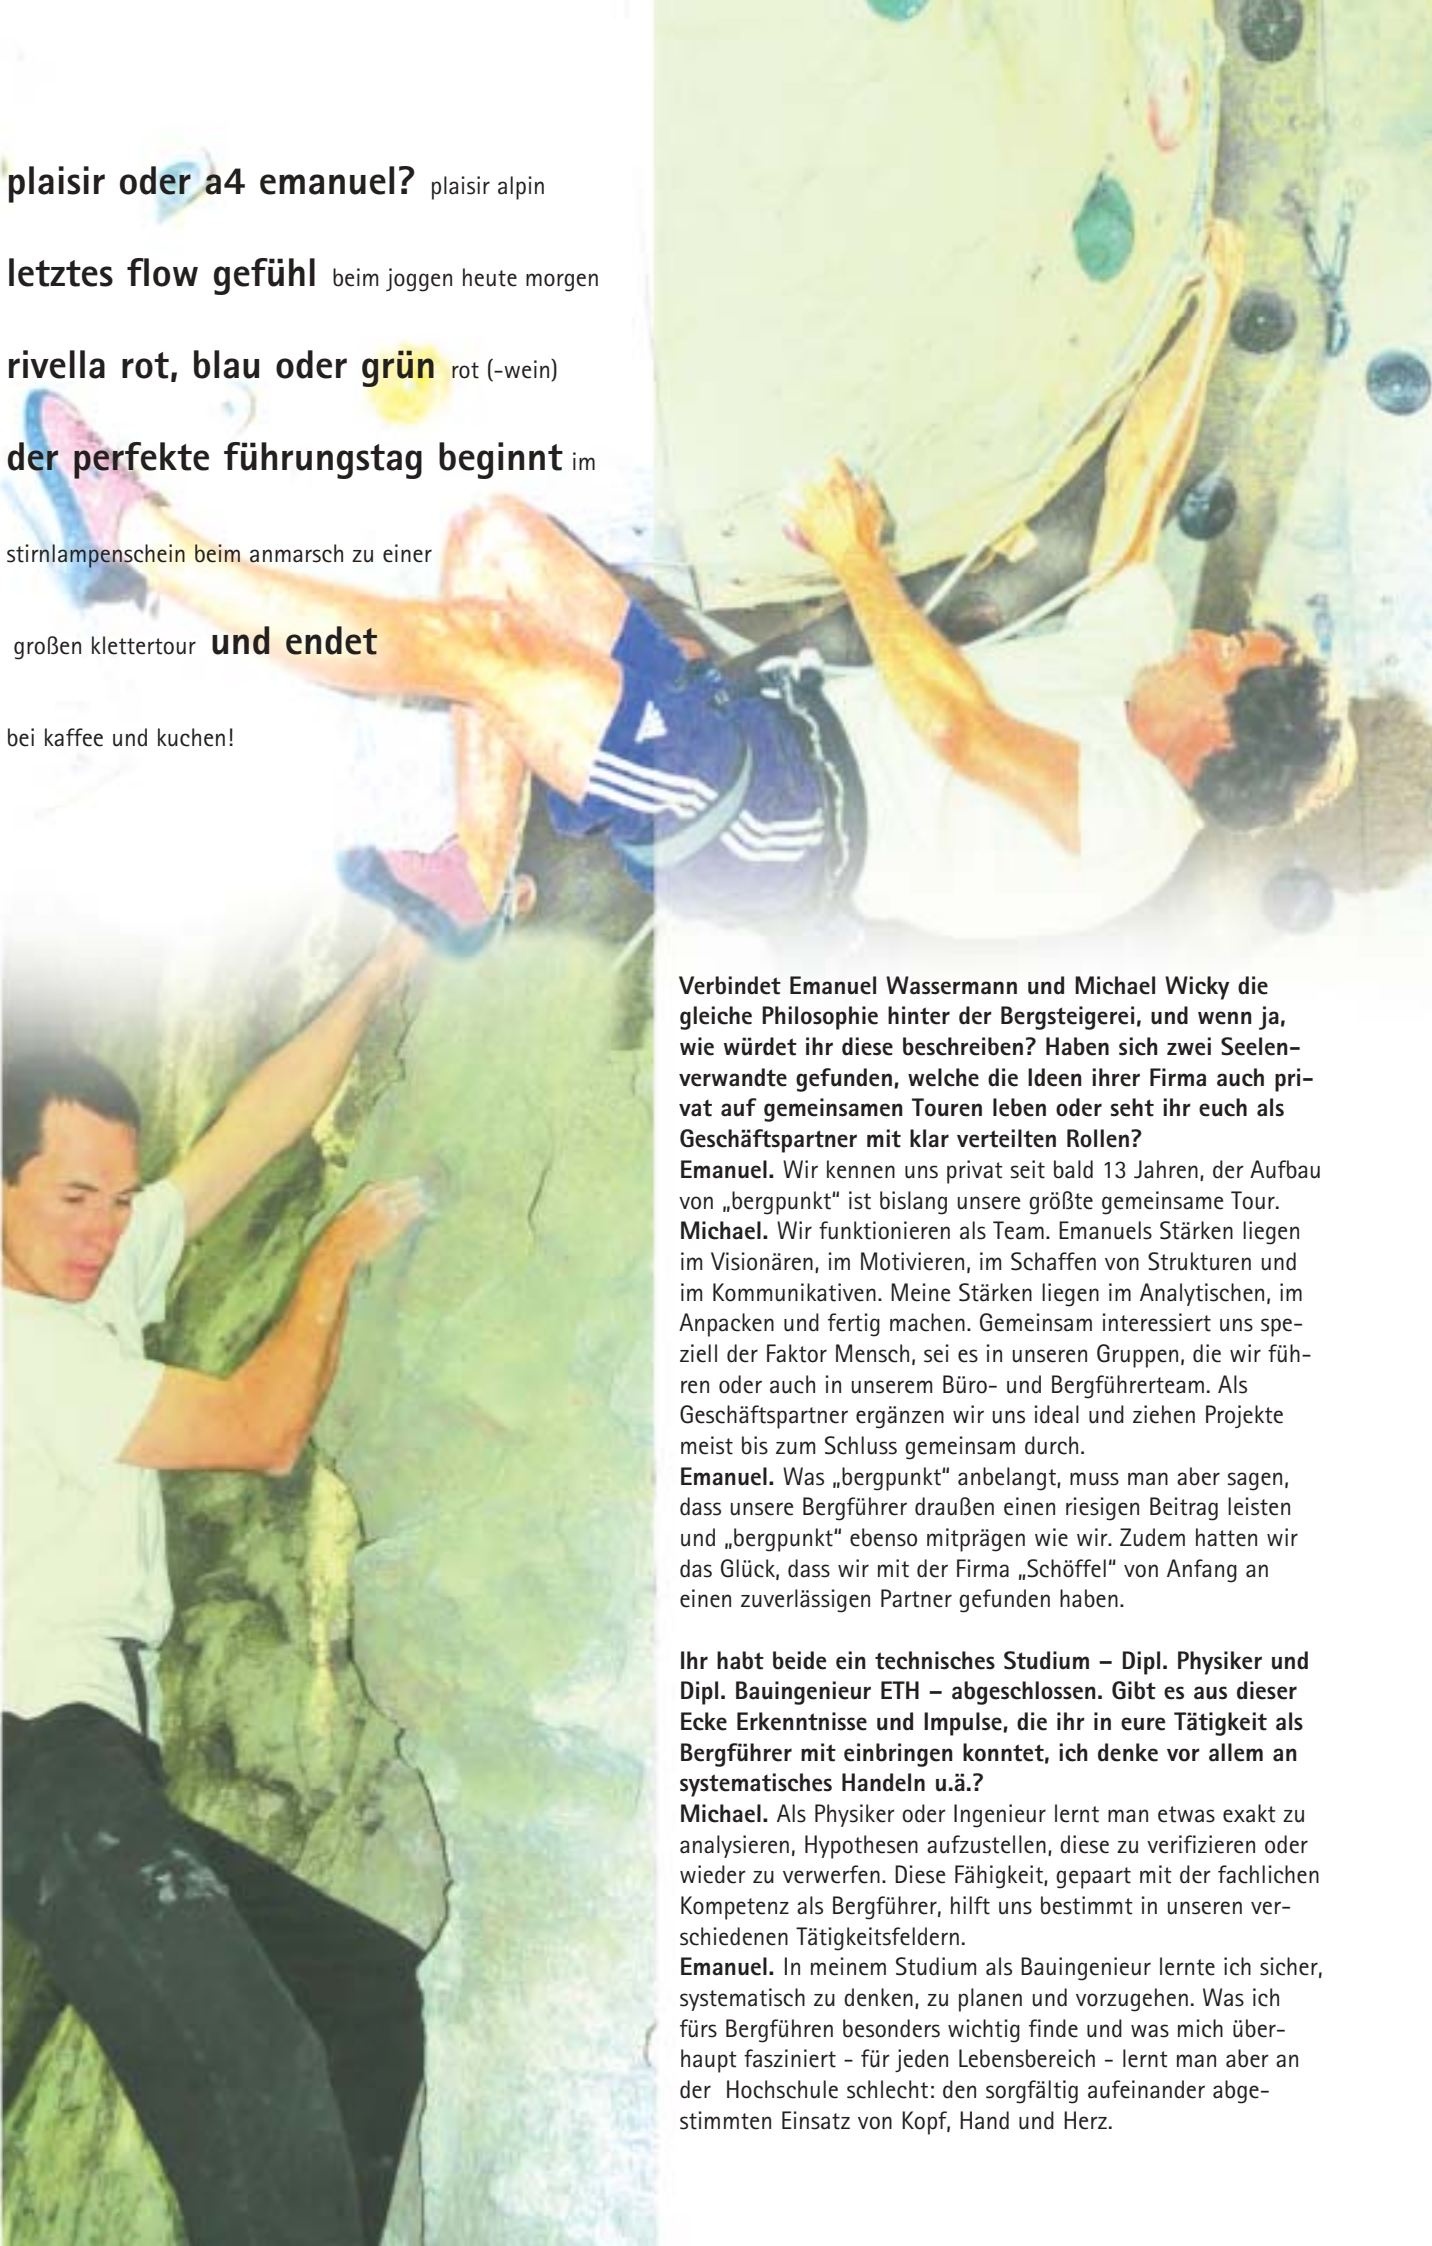 plaisir oder a4 emanuel? plaisir alpin
letztes flow gefühl beim joggen heute morgen
rivella rot, blau oder grün rot (-wein)
der perfekte führungstag beginnt im
stirnlampenschein beim anmarsch zu einer
großen klettertour und endet
bei kaffee und kuchen!
Verbindet Emanuel Wassermann und Michael Wicky die
gleiche Philosophie hinter der Bergsteigerei, und wenn ja,
wie würdet ihr diese beschreiben? Haben sich zwei Seelen-
verwandte gefunden, welche die Ideen ihrer Firma auch pri-
vat auf gemeinsamen Touren leben oder seht ihr euch als
Geschäftspartner mit klar verteilten Rollen?
Emanuel. Wir kennen uns privat seit bald 13 Jahren, der Aufbau
von „bergpunkt" ist bislang unsere größte gemeinsame Tour.
Michael. Wir funktionieren als Team. Emanuels Stärken liegen
im Visionären, im Motivieren, im Schaffen von Strukturen und
im Kommunikativen. Meine Stärken liegen im Analytischen, im
Anpacken und fertig machen. Gemeinsam interessiert uns spe-
ziell der Faktor Mensch, sei es in unseren Gruppen, die wir füh-
ren oder auch in unserem Büro- und Bergführerteam. Als
Geschäftspartner ergänzen wir uns ideal und ziehen Projekte
meist bis zum Schluss gemeinsam durch.
Emanuel. Was „bergpunkt" anbelangt, muss man aber sagen,
dass unsere Bergführer draußen einen riesigen Beitrag leisten
und „bergpunkt" ebenso mitprägen wie wir. Zudem hatten wir
das Glück, dass wir mit der Firma „Schöffel" von Anfang an
einen zuverlässigen Partner gefunden haben.
Ihr habt beide ein technisches Studium – Dipl. Physiker und
Dipl. Bauingenieur ETH – abgeschlossen. Gibt es aus dieser
Ecke Erkenntnisse und Impulse, die ihr in eure Tätigkeit als
Bergführer mit einbringen konntet, ich denke vor allem an
systematisches Handeln u.ä.?
Michael. Als Physiker oder Ingenieur lernt man etwas exakt zu
analysieren, Hypothesen aufzustellen, diese zu verifizieren oder
wieder zu verwerfen. Diese Fähigkeit, gepaart mit der fachlichen
Kompetenz als Bergführer, hilft uns bestimmt in unseren ver-
schiedenen Tätigkeitsfeldern.
Emanuel. In meinem Studium als Bauingenieur lernte ich sicher,
systematisch zu denken, zu planen und vorzugehen. Was ich
fürs Bergführen besonders wichtig finde und was mich über-
haupt fasziniert - für jeden Lebensbereich - lernt man aber an
der Hochschule schlecht: den sorgfältig aufeinander abge-
stimmten Einsatz von Kopf, Hand und Herz.